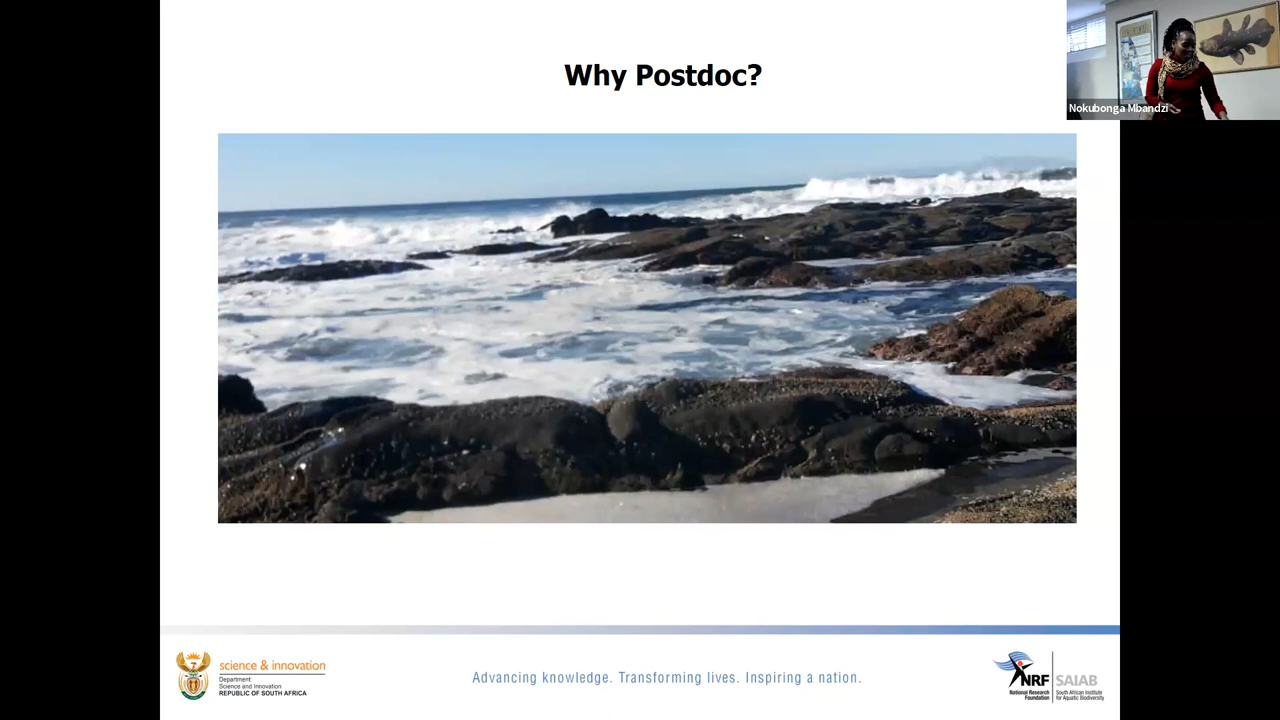 Why Postdoc?
Nokubonga Mbandzi
science & innovation
Department:
Science and Innovation
REPUBLIC OF SOUTH AFRICA
Advancing knowledge. Transforming lives. Inspiring a nation.
NRF
National Research
Foundation
SAIAB
South African Institute
for Aquatic Biodiversity